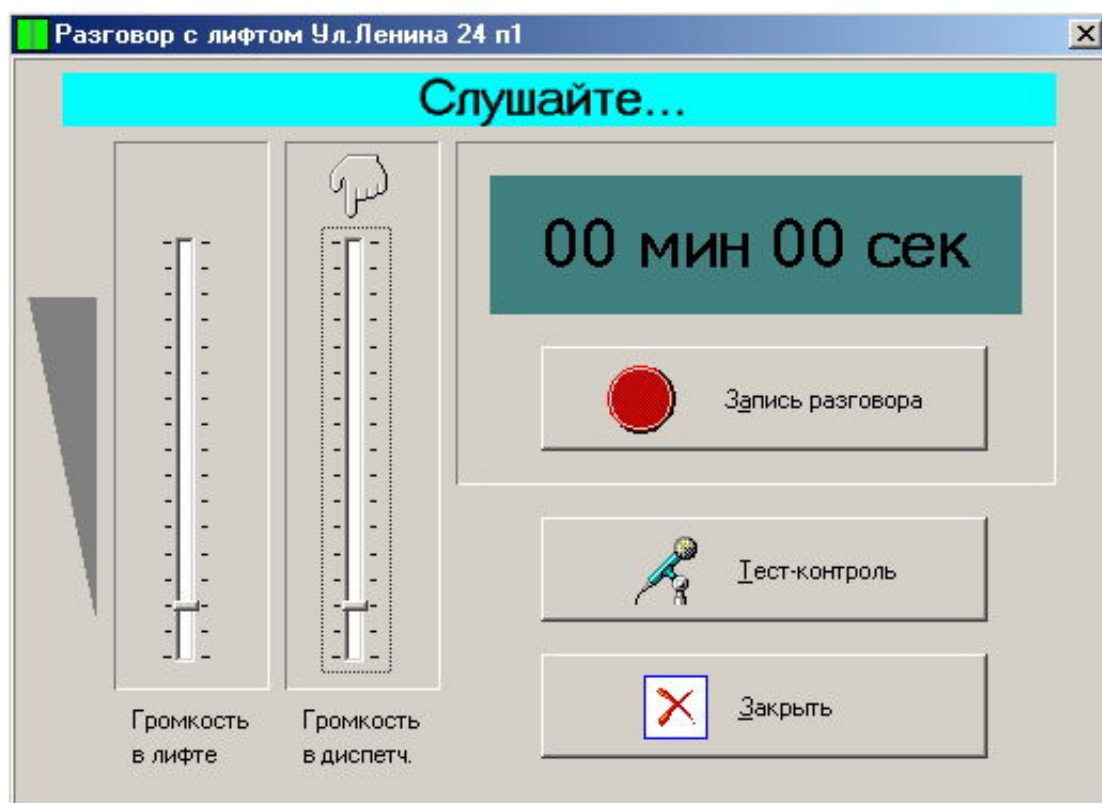 Разговор с лифтом Ул.Ленина 24 п1
Слушайте...
00 мин 00 сек
Запись разговора
Тест-контроль
Закрыть
Громкость
в лифте
Громкость
в диспетч.